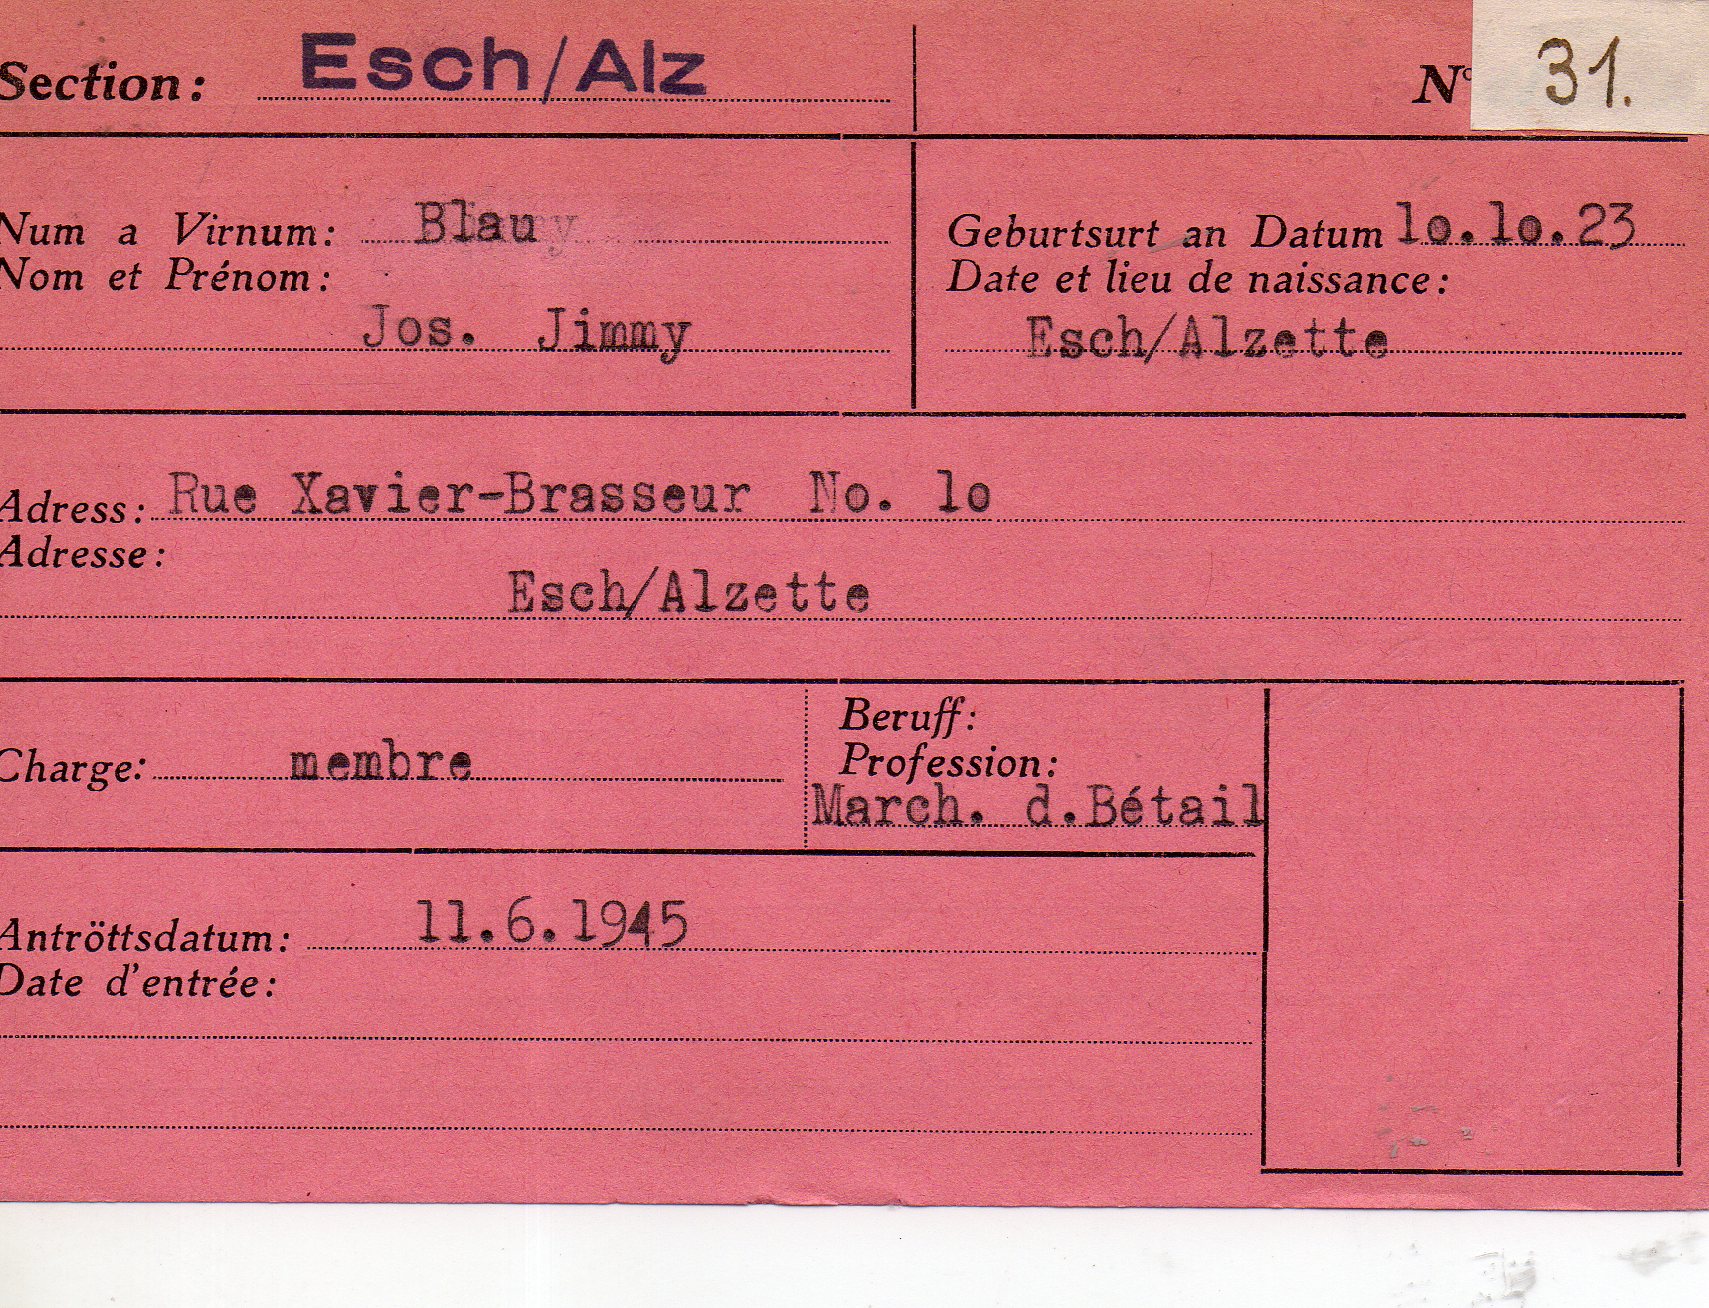 Section: Esch/Alz
N° 31.
Num a Virnum: Blau
Nom et Prénom:
Jos. Jimmy
Geburtsurt an Datum lo.lo.23
Date et lieu de naissance:
Esch/Alzette
Adress: Rue Xavier-Brasseur No. lo
Adresse:
Esch/Alzette
Charge: membre
Beruff:
Profession:
March. d.Bétail
Antröttsdatum: 11.6.1945
Date d'entrée: